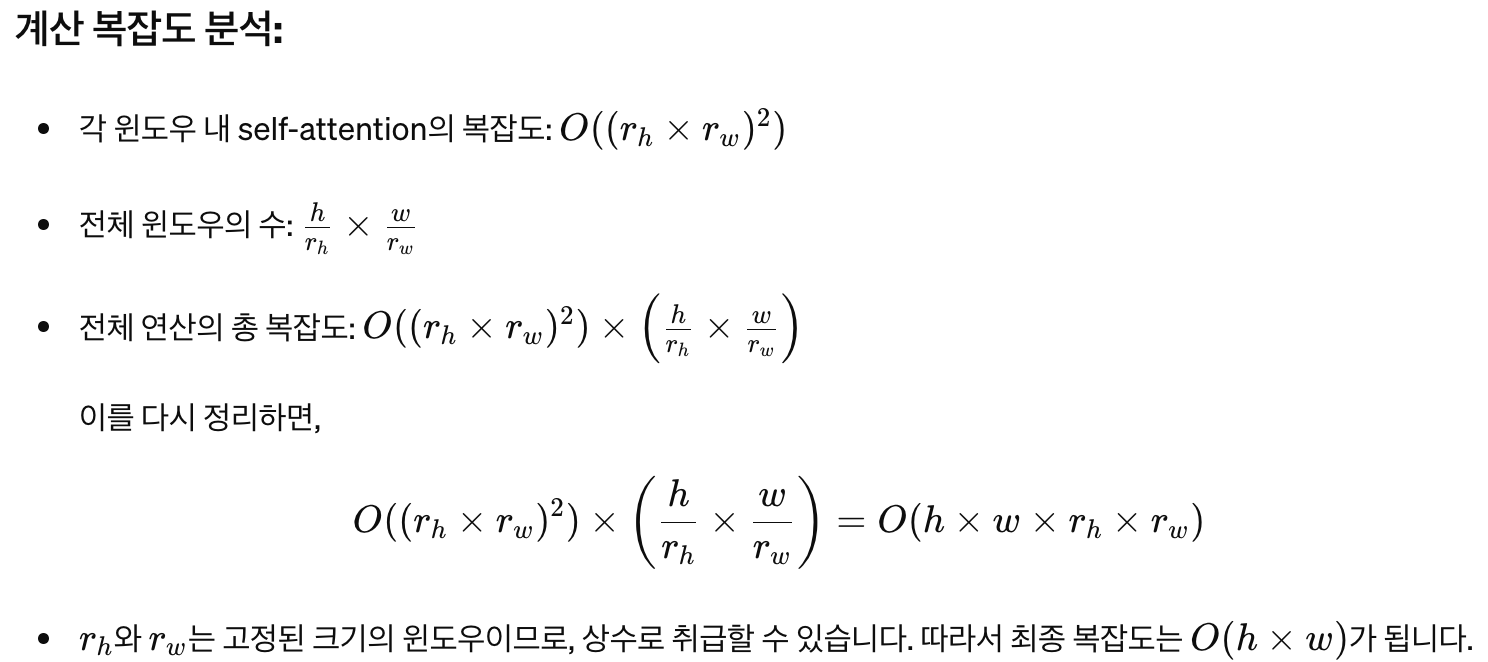 계산 복잡도 분석:
• 각 윈도우 내 self-attention의 복잡도: $O((r_h \times r_w)^2)$
• 전체 윈도우의 수: $\frac{h}{r_h} \times \frac{w}{r_w}$
• 전체 연산의 총 복잡도: $O((r_h \times r_w)^2) \times \left(\frac{h}{r_h} \times \frac{w}{r_w}\right)$
이를 다시 정리하면,
$O((r_h \times r_w)^2) \times \left(\frac{h}{r_h} \times \frac{w}{r_w}\right) = O(h \times w \times r_h \times r_w)$
• $r_h$와 $r_w$는 고정된 크기의 윈도우이므로, 상수로 취급할 수 있습니다. 따라서 최종 복잡도는 $O(h \times w)$가 됩니다.